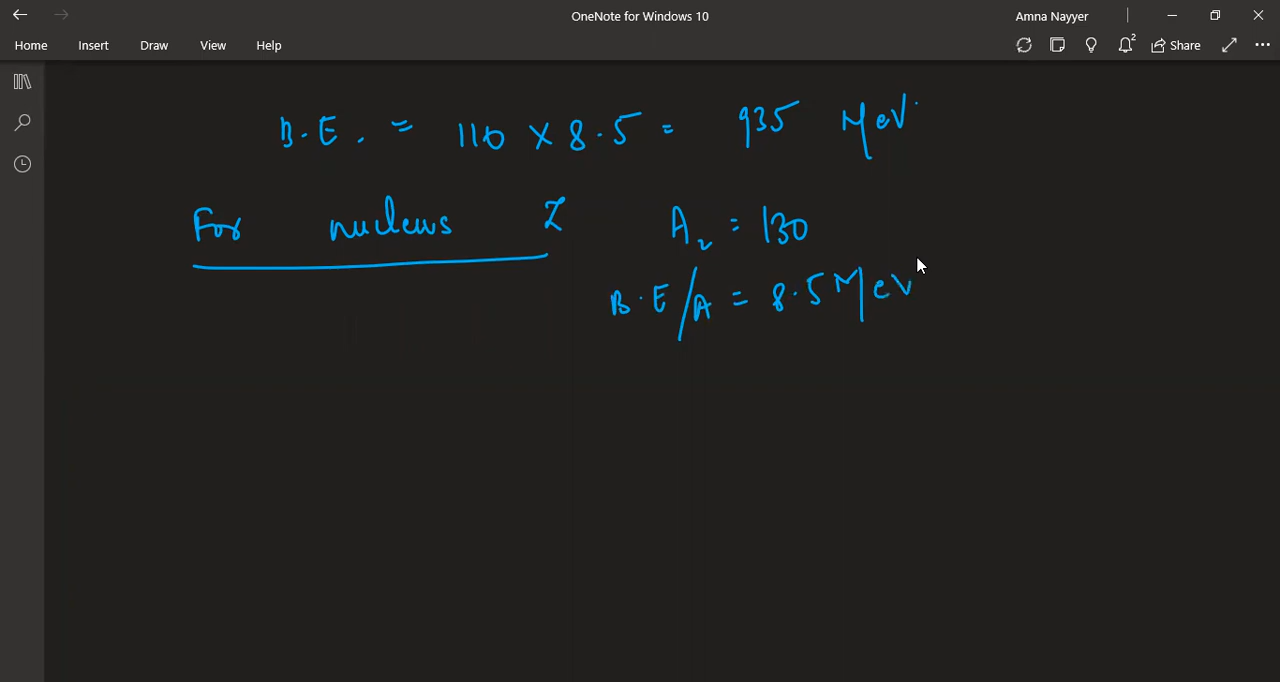 OneNote for Windows 10
Amna Nayyer
Home Insert Draw View Help
2 Share
B.E. = 110 × 8.5 = 935 MeV
For nucleus Z A₂ = 130
B.E/A = 8.5 MeV